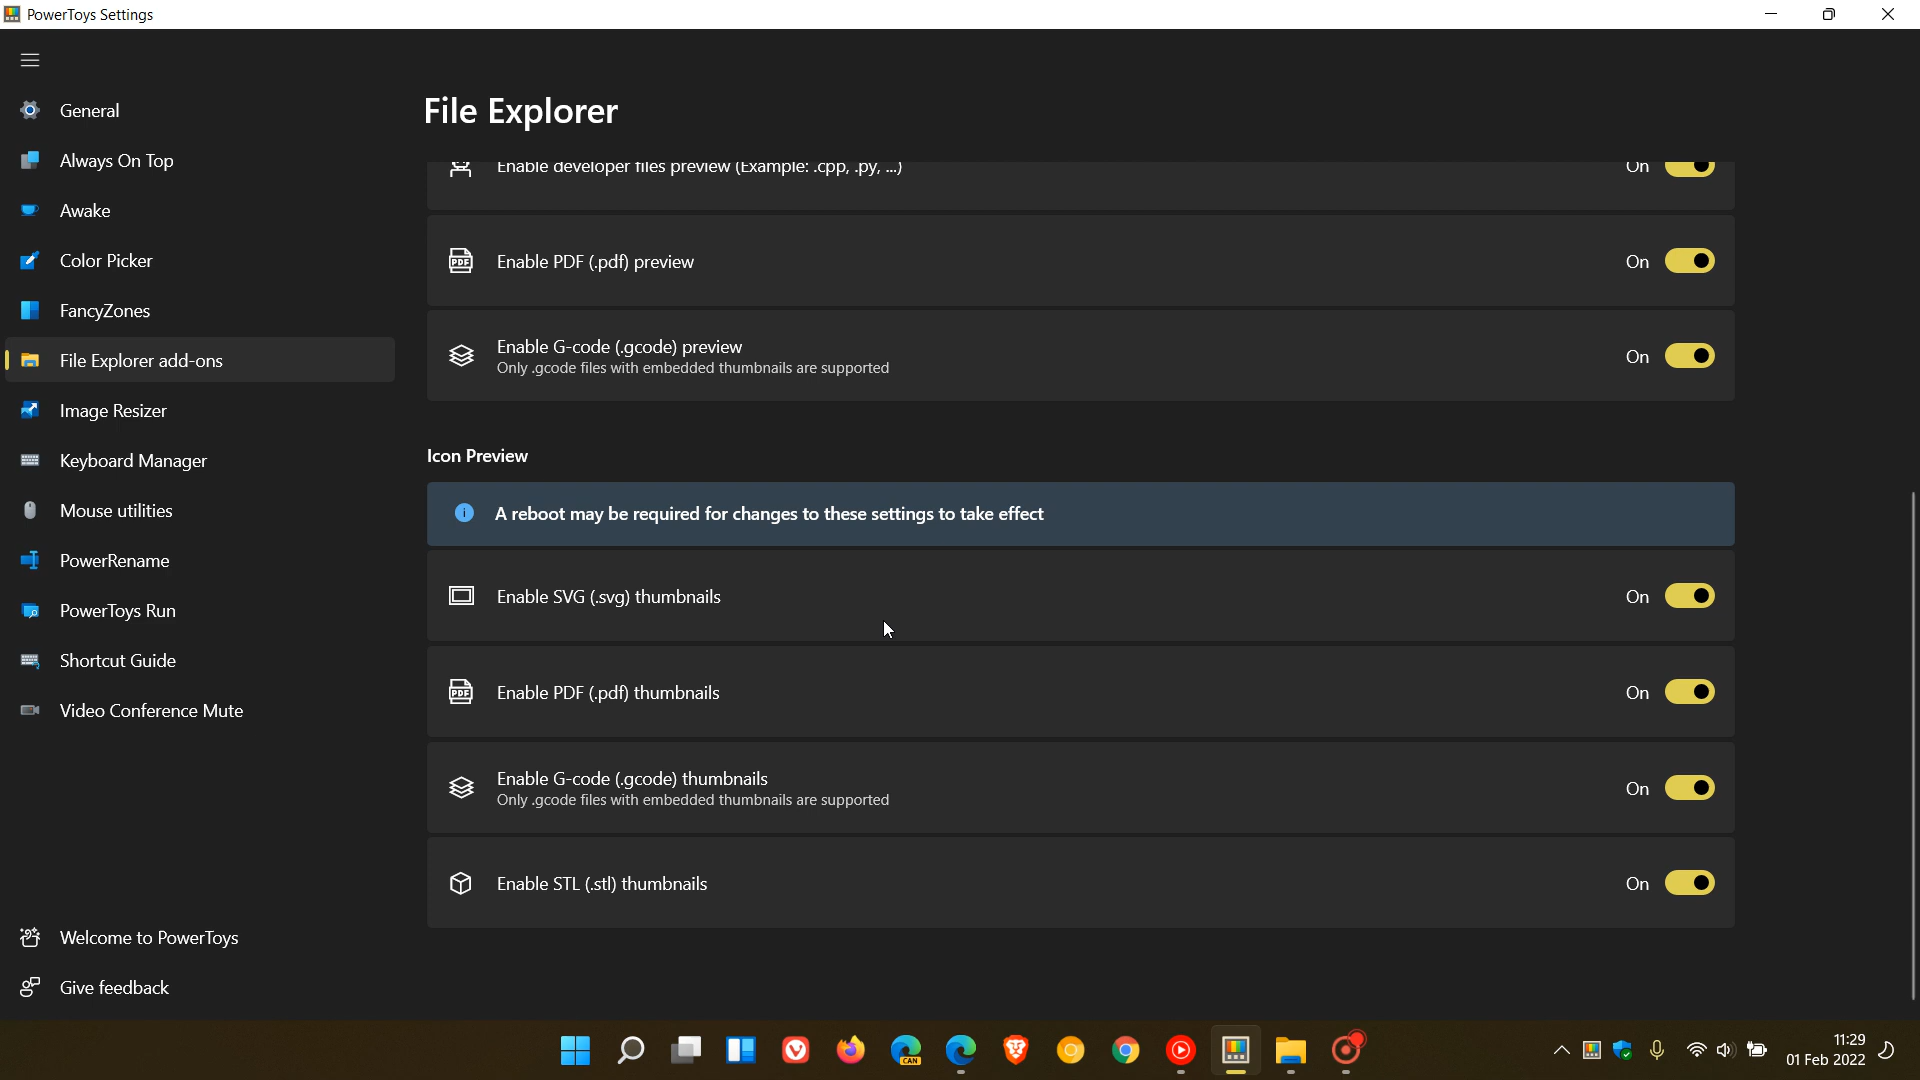 PowerToys Settings
General
Always On Top
Awake
Color Picker
FancyZones
File Explorer add-ons
Image Resizer
Keyboard Manager
Mouse utilities
PowerRename
PowerToys Run
Shortcut Guide
Video Conference Mute
Welcome to PowerToys
Give feedback
File Explorer
Enable developer files preview (Example: .cpp, .py, ...)
On
Enable PDF (.pdf) preview
On
Enable G-code (.gcode) preview
Only .gcode files with embedded thumbnails are supported
On
Icon Preview
A reboot may be required for changes to these settings to take effect
Enable SVG (.svg) thumbnails
On
Enable PDF (.pdf) thumbnails
On
Enable G-code (.gcode) thumbnails
Only .gcode files with embedded thumbnails are supported
On
Enable STL (.stl) thumbnails
On
CAN
11:29
01 Feb 2022